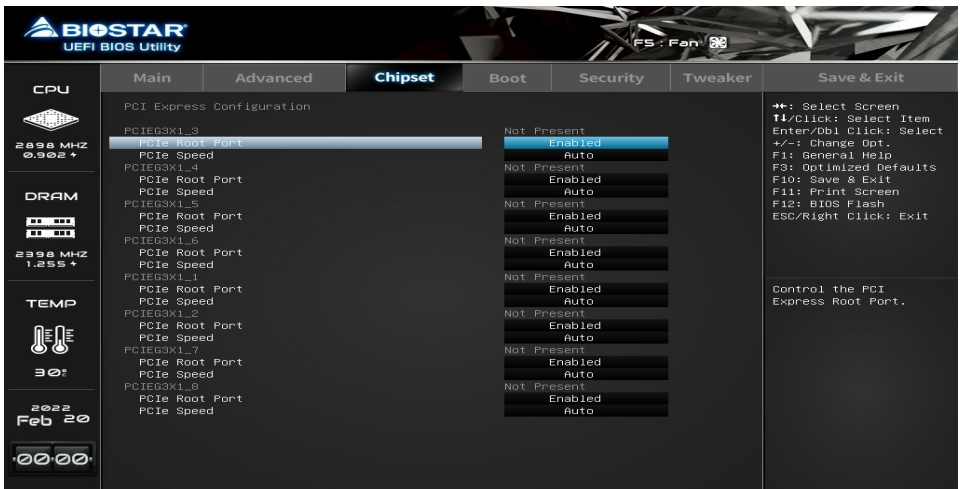 BIOSTAR
UEFI BIOS Utility
F5 : Fan
Main Advanced Chipset Boot Security Tweaker Save & Exit
CPU
2898 MHZ
0.902
DRAM
2398 MHZ
1.255
TEMP
30
2022
Feb 20
00:00
PCI Express Configuration
PCIEG3X1_3 Not Present
PCIe Root Port Enabled
PCIe Speed Auto
PCIEG3X1_4 Not Present
PCIe Root Port Enabled
PCIe Speed Auto
PCIEG3X1_5 Not Present
PCIe Root Port Enabled
PCIe Speed Auto
PCIEG3X1_6 Not Present
PCIe Root Port Enabled
PCIe Speed Auto
PCIEG3X1_1 Not Present
PCIe Root Port Enabled
PCIe Speed Auto
PCIEG3X1_2 Not Present
PCIe Root Port Enabled
PCIe Speed Auto
PCIEG3X1_7 Not Present
PCIe Root Port Enabled
PCIe Speed Auto
PCIEG3X1_8 Not Present
PCIe Root Port Enabled
PCIe Speed Auto
→←: Select Screen
↑↓/Click: Select Item
Enter/Dbl Click: Select
+/-: Change Opt.
F1: General Help
F3: Optimized Defaults
F10: Save & Exit
F11: Print Screen
F12: BIOS Flash
ESC/Right Click: Exit
Control the PCI
Express Root Port.